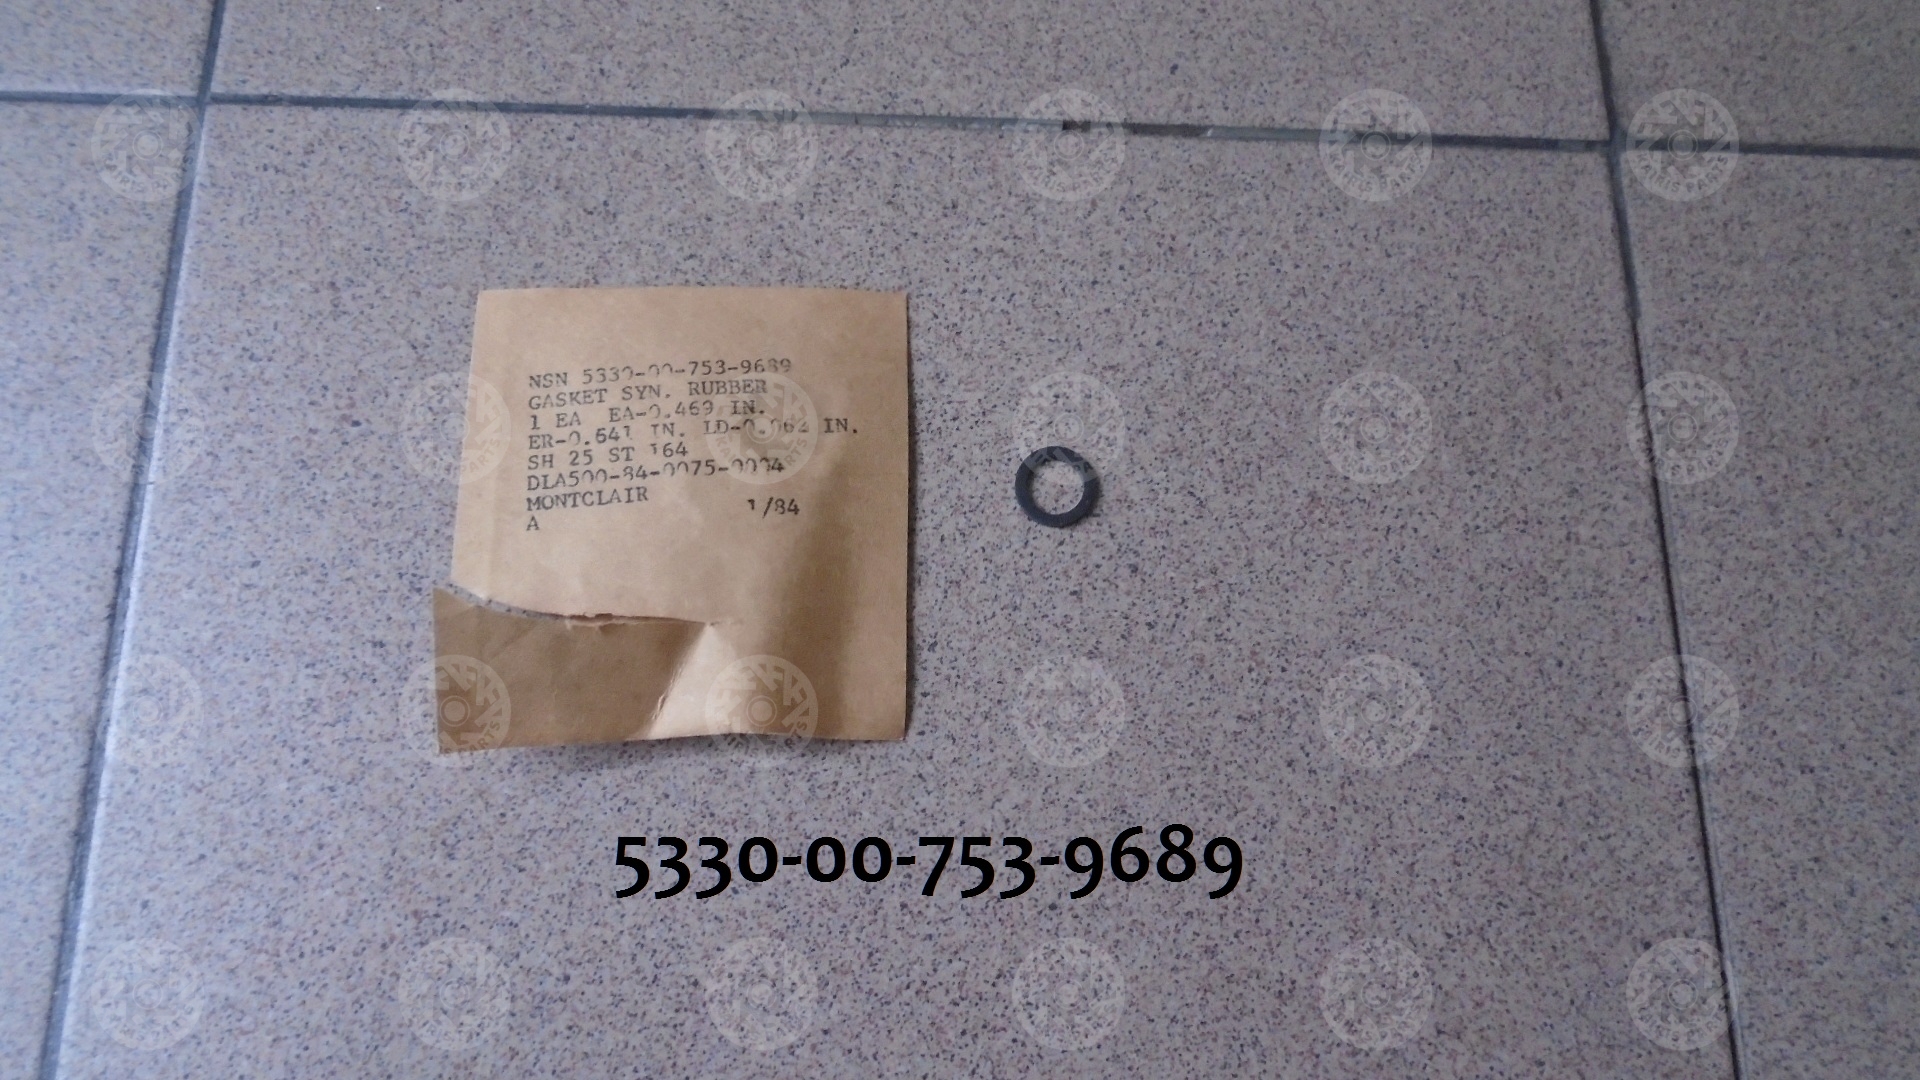 NSN 5330-00-753-9689
GASKET SYN. RUBBER
1 EA EA-0.469 IN.
ER-0.641 IN. LD-0.062 IN.
SH 25 ST 164
DLA500-84-0075-0004
MONTCLAIR 1/84
A
5330-00-753-9689